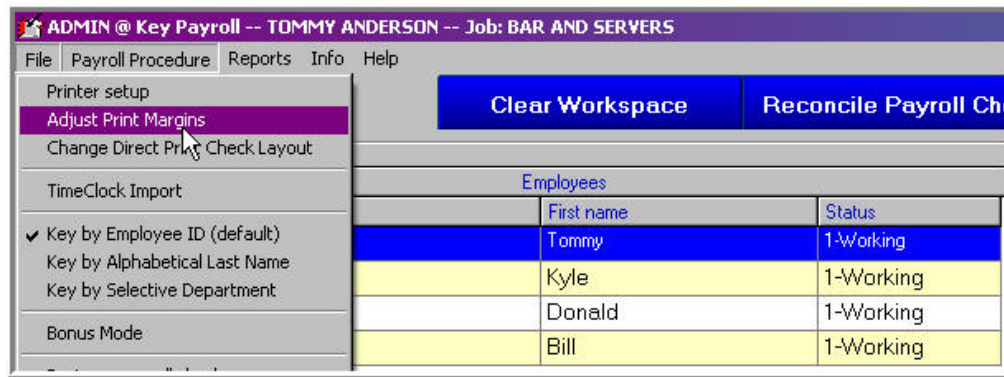 ADMIN @ Key Payroll -- TOMMY ANDERSON -- Job: BAR AND SERVERS
File Payroll Procedure Reports Info Help
Printer setup
Adjust Print Margins
Change Direct Print Check Layout
TimeClock Import
Key by Employee ID (default)
Key by Alphabetical Last Name
Key by Selective Department
Bonus Mode
Clear Workspace Reconcile Payroll Ch
Employees
First name Status
Tommy 1-Working
Kyle 1-Working
Donald 1-Working
Bill 1-Working